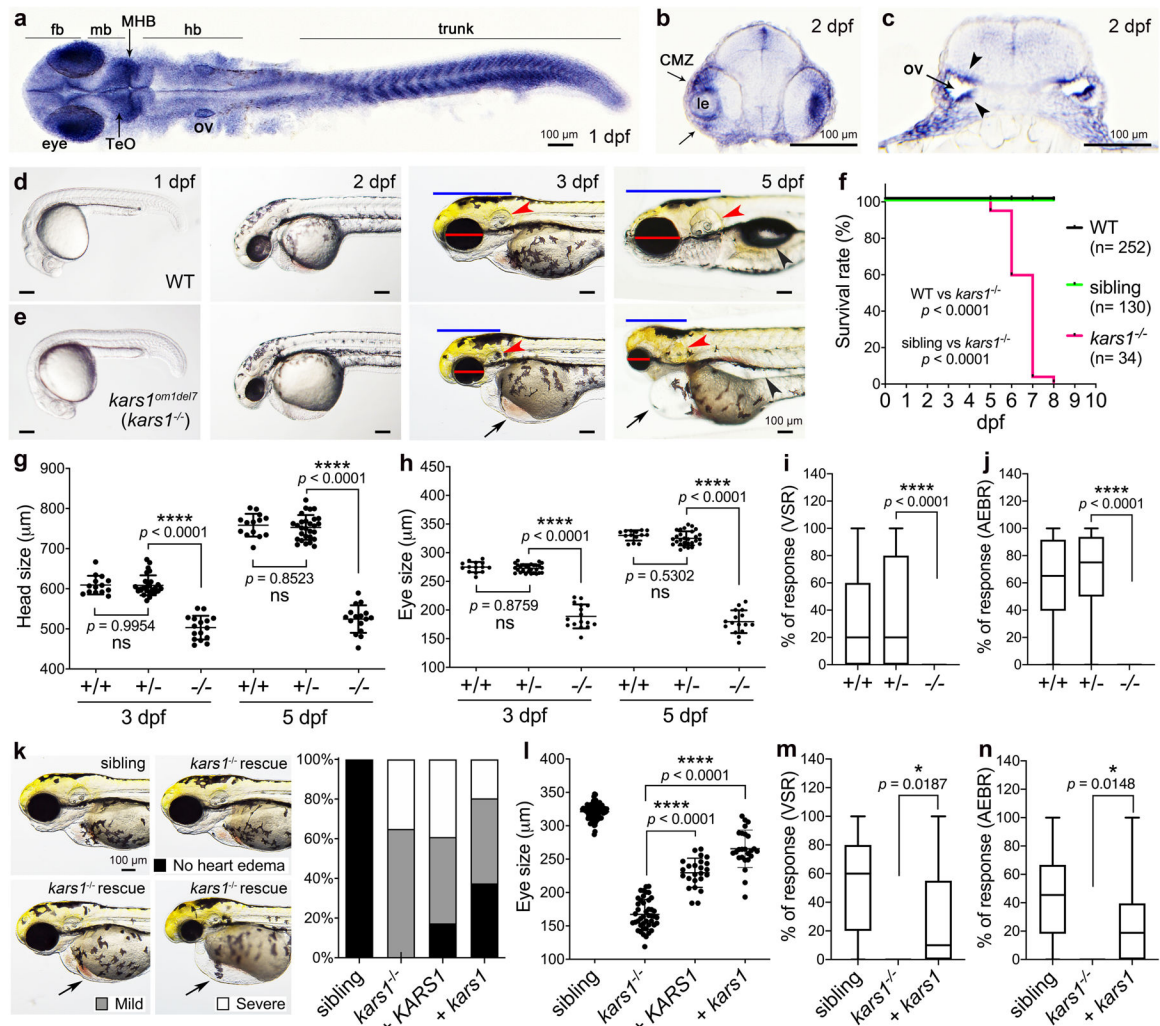 a
fb
mb
MHB
hb
trunk
eye
TeO
ov
100 µm
1 dpf
b
2 dpf
CMZ
le
100 µm
c
2 dpf
ov
100 µm
d
1 dpf
2 dpf
3 dpf
5 dpf
WT
e
kars1om1del7
(kars1-/-)
100 µm
f
Survival rate (%)
100
80
60
40
20
0
WT vs kars1-/-
p < 0.0001
sibling vs kars1-/-
p < 0.0001
0 1 2 3 4 5 6 7 8 9 10
dpf
WT
(n= 252)
sibling
(n= 130)
kars1-/-
(n= 34)
g
Head size (µm)
900
800
700
600
500
400
****
p < 0.0001
p = 0.9954
ns
****
p < 0.0001
p = 0.8523
ns
+/+ +/- -/- +/+ +/- -/-
3 dpf 5 dpf
h
Eye size (µm)
450
400
350
300
250
200
150
100
****
p < 0.0001
p = 0.8759
ns
****
p < 0.0001
p = 0.5302
ns
+/+ +/- -/- +/+ +/- -/-
3 dpf 5 dpf
i
% of response (VSR)
140
120
100
80
60
40
20
0
****
p < 0.0001
+/+ +/- -/-
j
% of response (AEBR)
140
120
100
80
60
40
20
0
****
p < 0.0001
+/+ +/- -/-
k
sibling
kars1-/- rescue
100 µm
No heart edema
kars1-/- rescue
kars1-/- rescue
Mild
Severe
100%
80%
60%
40%
20%
0%
sibling
kars1-/-
+ KARS1
+ kars1
l
Eye size (µm)
400
350
300
250
200
150
100
****
p < 0.0001
****
p < 0.0001
sibling
kars1-/-
+ KARS1
+ kars1
m
% of response (VSR)
140
120
100
80
60
40
20
0
*
p = 0.0187
sibling
kars1-/-
+ kars1
n
% of response (AEBR)
140
120
100
80
60
40
20
0
*
p = 0.0148
sibling
kars1-/-
+ kars1